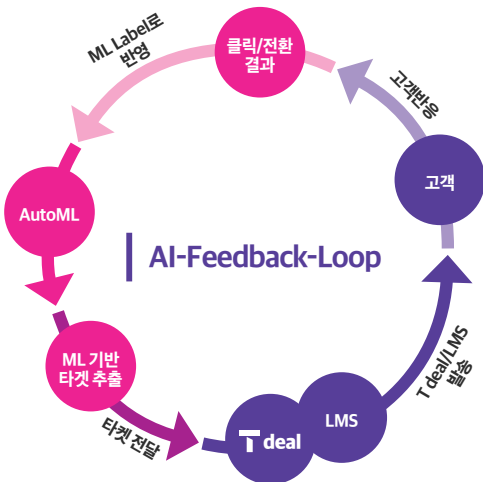 클릭/전환
결과
ML Label로
반영
고객반응
고객
AutoML
AI-Feedback-Loop
ML 기반
타겟 추출
타켓 전달
T deal
LMS
T deal/LMS
발송